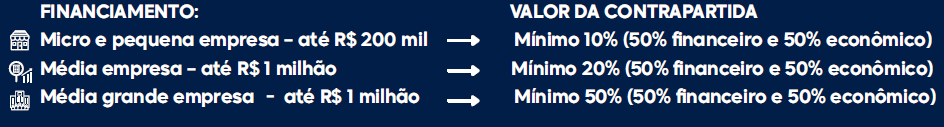 FINANCIAMENTO: VALOR DA CONTRAPARTIDA
Micro e pequena empresa – até R$ 200 mil Mínimo 10% (50% financeiro e 50% econômico)
Média empresa – até R$ 1 milhão Mínimo 20% (50% financeiro e 50% econômico)
Média grande empresa - até R$ 1 milhão Mínimo 50% (50% financeiro e 50% econômico)